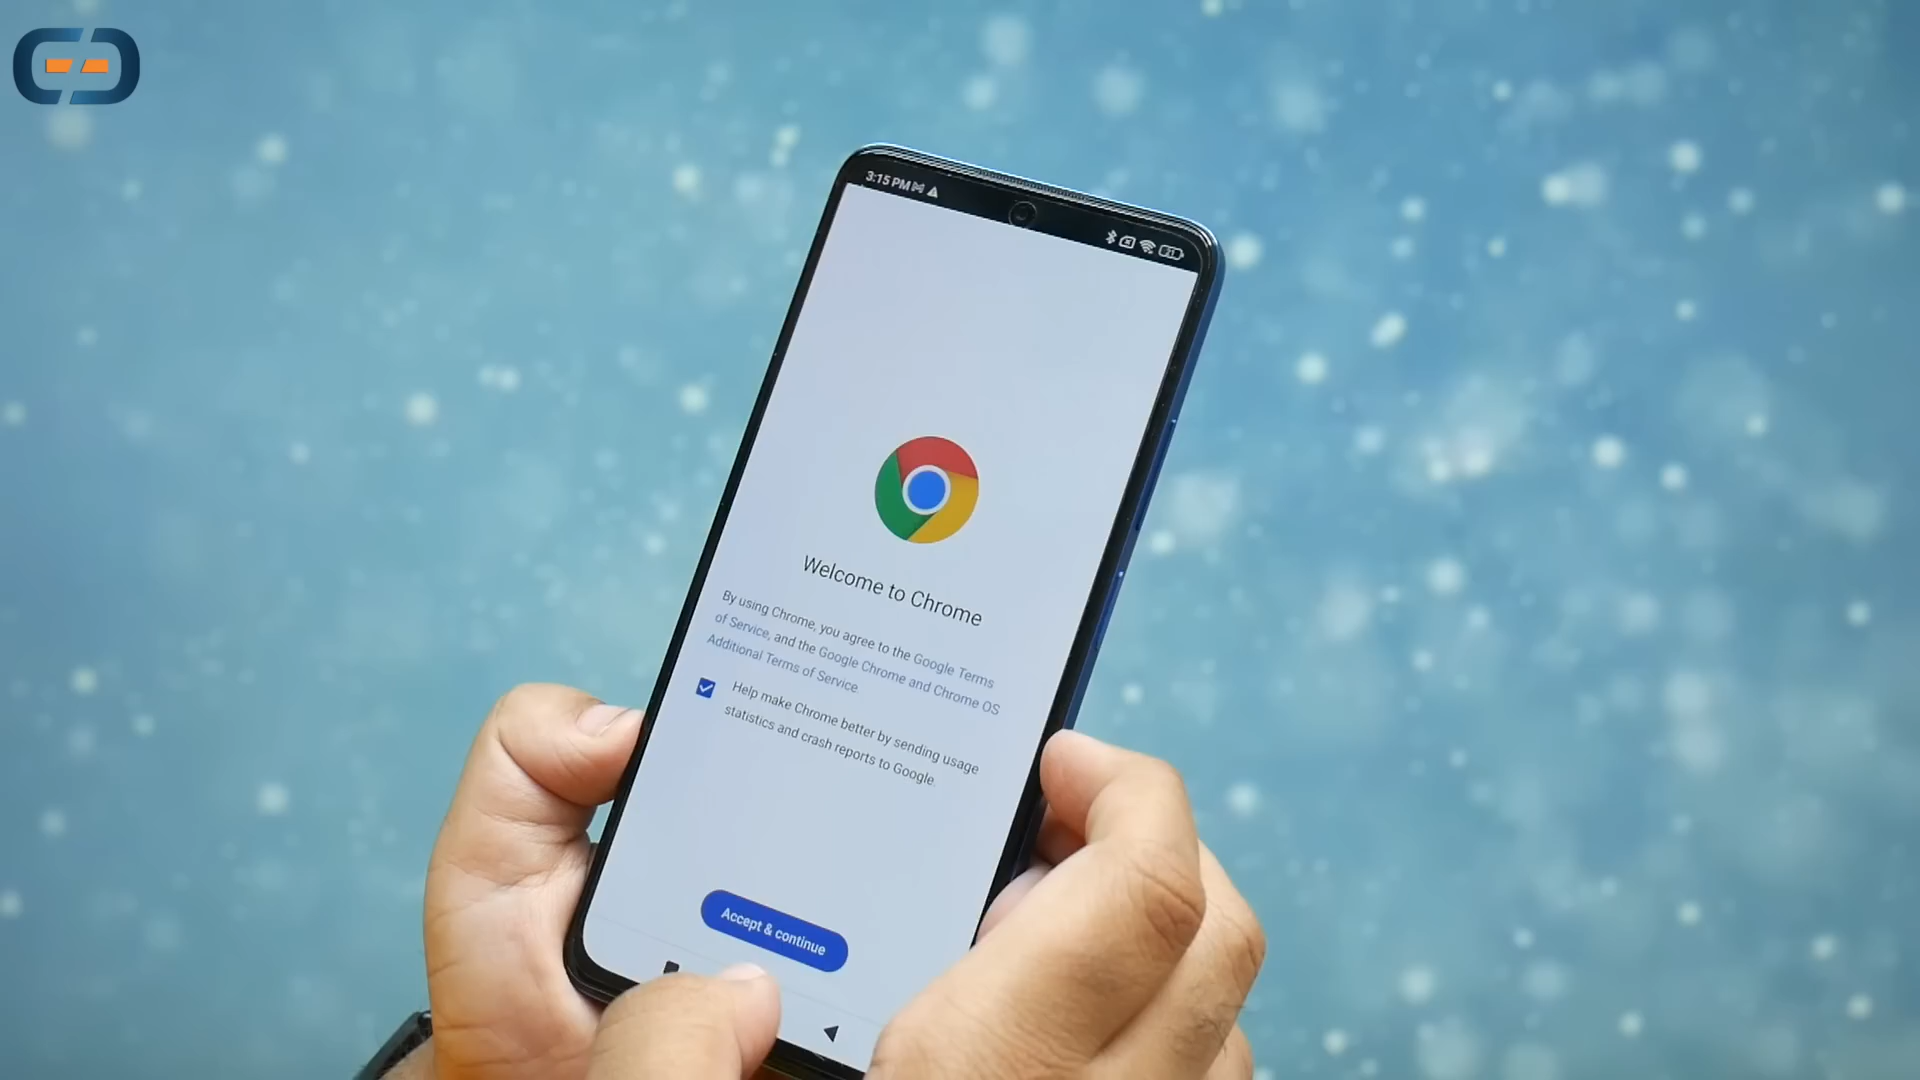 3:15 PM
21
Welcome to Chrome
By using Chrome, you agree to the Google Terms
of Service, and the Google Chrome and Chrome OS
Additional Terms of Service.
Help make Chrome better by sending usage
statistics and crash reports to Google.
Accept & continue